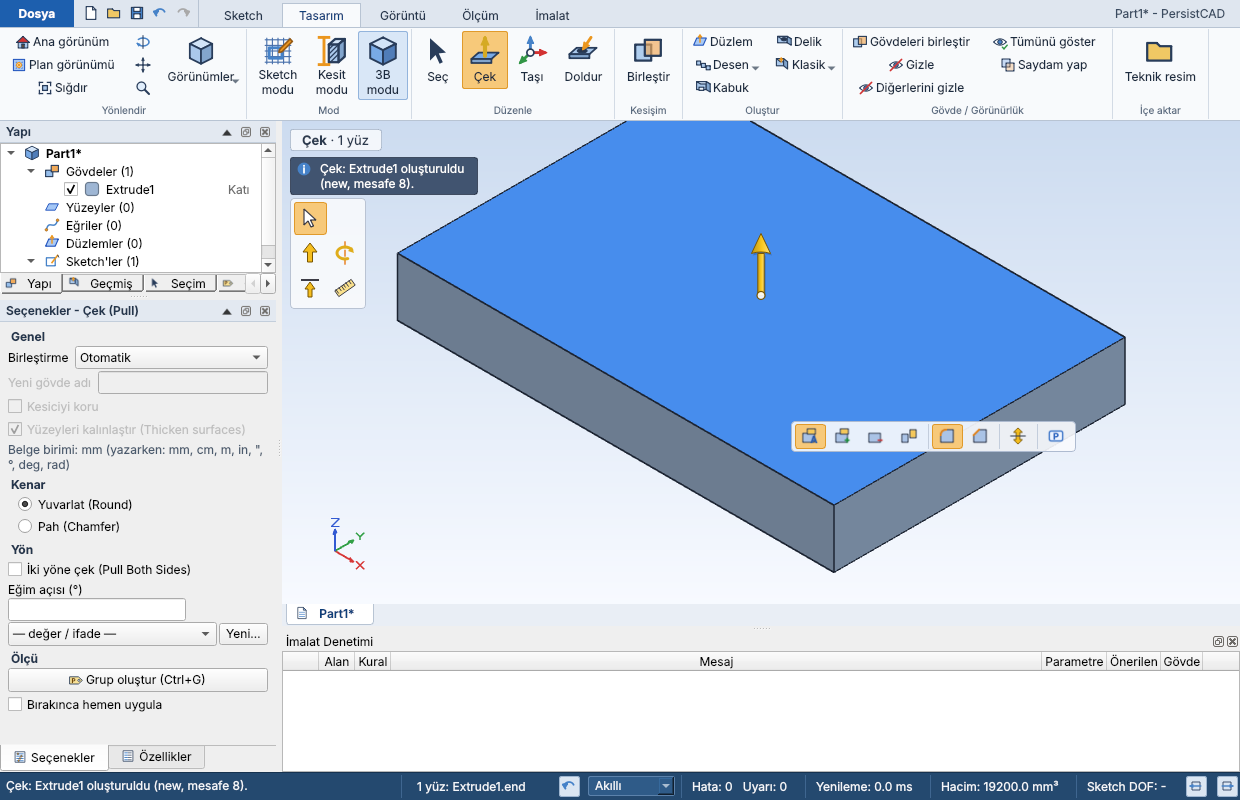 Dosya
Sketch
Tasarım
Görüntü
Ölçüm
İmalat
Part1* - PersistCAD
Ana görünüm
Plan görünümü
Sığdır
Görünümler
Yönlendir
Sketch modu
Kesit modu
3B modu
Mod
Seç
Çek
Taşı
Doldur
Düzenle
Birleştir
Kesişim
Düzlem
Desen
Kabuk
Delik
Klasik
Oluştur
Gövdeleri birleştir
Gizle
Diğerlerini gizle
Tümünü göster
Saydam yap
Gövde / Görünürlük
Teknik resim
İçe aktar
Yapı
Part1*
Gövdeler (1)
Extrude1 Katı
Yüzeyler (0)
Eğriler (0)
Düzlemler (0)
Sketch'ler (1)
Yapı
Geçmiş
Seçim
Seçenekler - Çek (Pull)
Genel
Birleştirme Otomatik
Yeni gövde adı
Kesiciyi koru
Yüzeyleri kalınlaştır (Thicken surfaces)
Belge birimi: mm (yazarken: mm, cm, m, in, ",
°, deg, rad)
Kenar
Yuvarlat (Round)
Pah (Chamfer)
Yön
İki yöne çek (Pull Both Sides)
Eğim açısı (°)
— değer / ifade — Yeni...
Ölçü
P Grup oluştur (Ctrl+G)
Bırakınca hemen uygula
Seçenekler
Özellikler
Çek · 1 yüz
i Çek: Extrude1 oluşturuldu
(new, mesafe 8).
P
Z
Y
X
Part1*
İmalat Denetimi
Alan Kural Mesaj Parametre Önerilen Gövde
Çek: Extrude1 oluşturuldu (new, mesafe 8).
1 yüz: Extrude1.end
Akıllı
Hata: 0 Uyarı: 0
Yenileme: 0.0 ms
Hacim: 19200.0 mm³
Sketch DOF: -